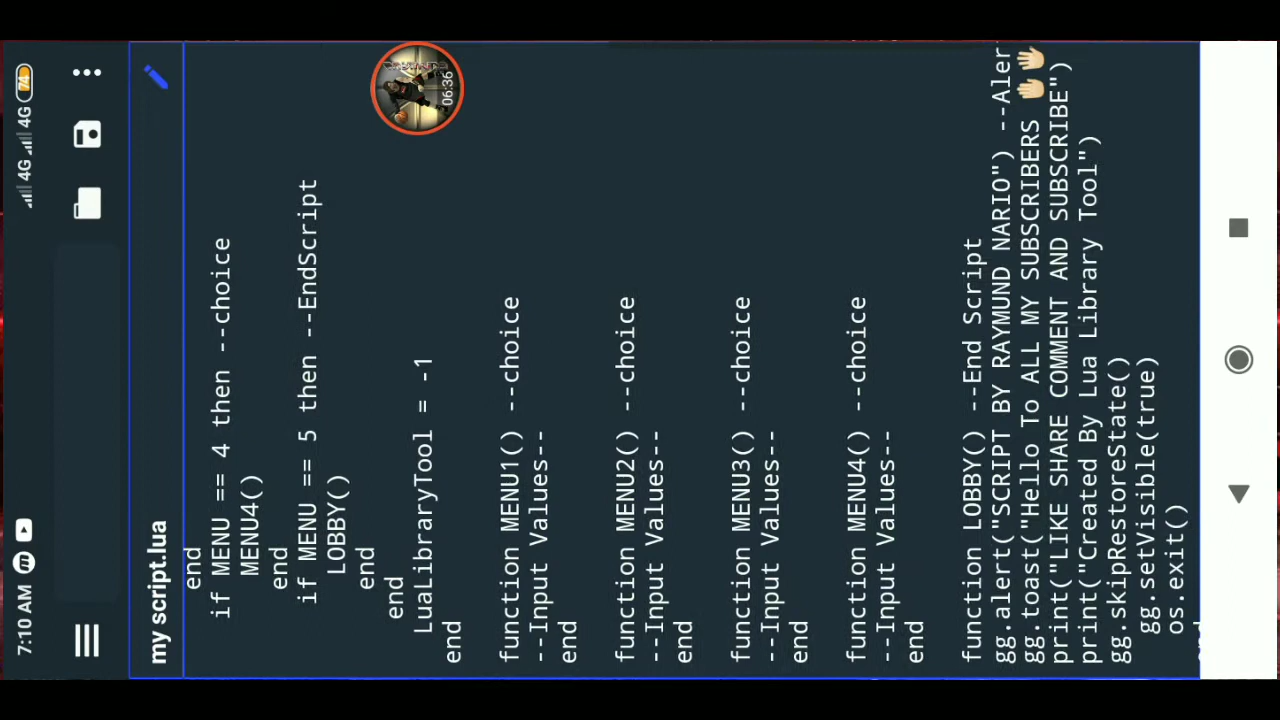 7:10 AM
4G
4G
74
my script.lua
end
if MENU == 4 then --choice
MENU4()
end
if MENU == 5 then --EndScript
LOBBY()
end
end
LuaLibraryTool = -1
end
function MENU1() --choice
--Input Values--
end
function MENU2() --choice
--Input Values--
end
function MENU3() --choice
--Input Values--
end
function MENU4() --choice
--Input Values--
end
function LOBBY() --End Script
gg.alert("SCRIPT BY RAYMUND NARIO") --Aler
gg.toast("Hello To ALL MY SUBSCRIBERS 👋🏼👋🏼
print("LIKE SHARE COMMENT AND SUBSCRIBE")
print("Created By Lua Library Tool")
gg.skipRestoreState()
gg.setVisible(true)
os.exit()
end
06:36